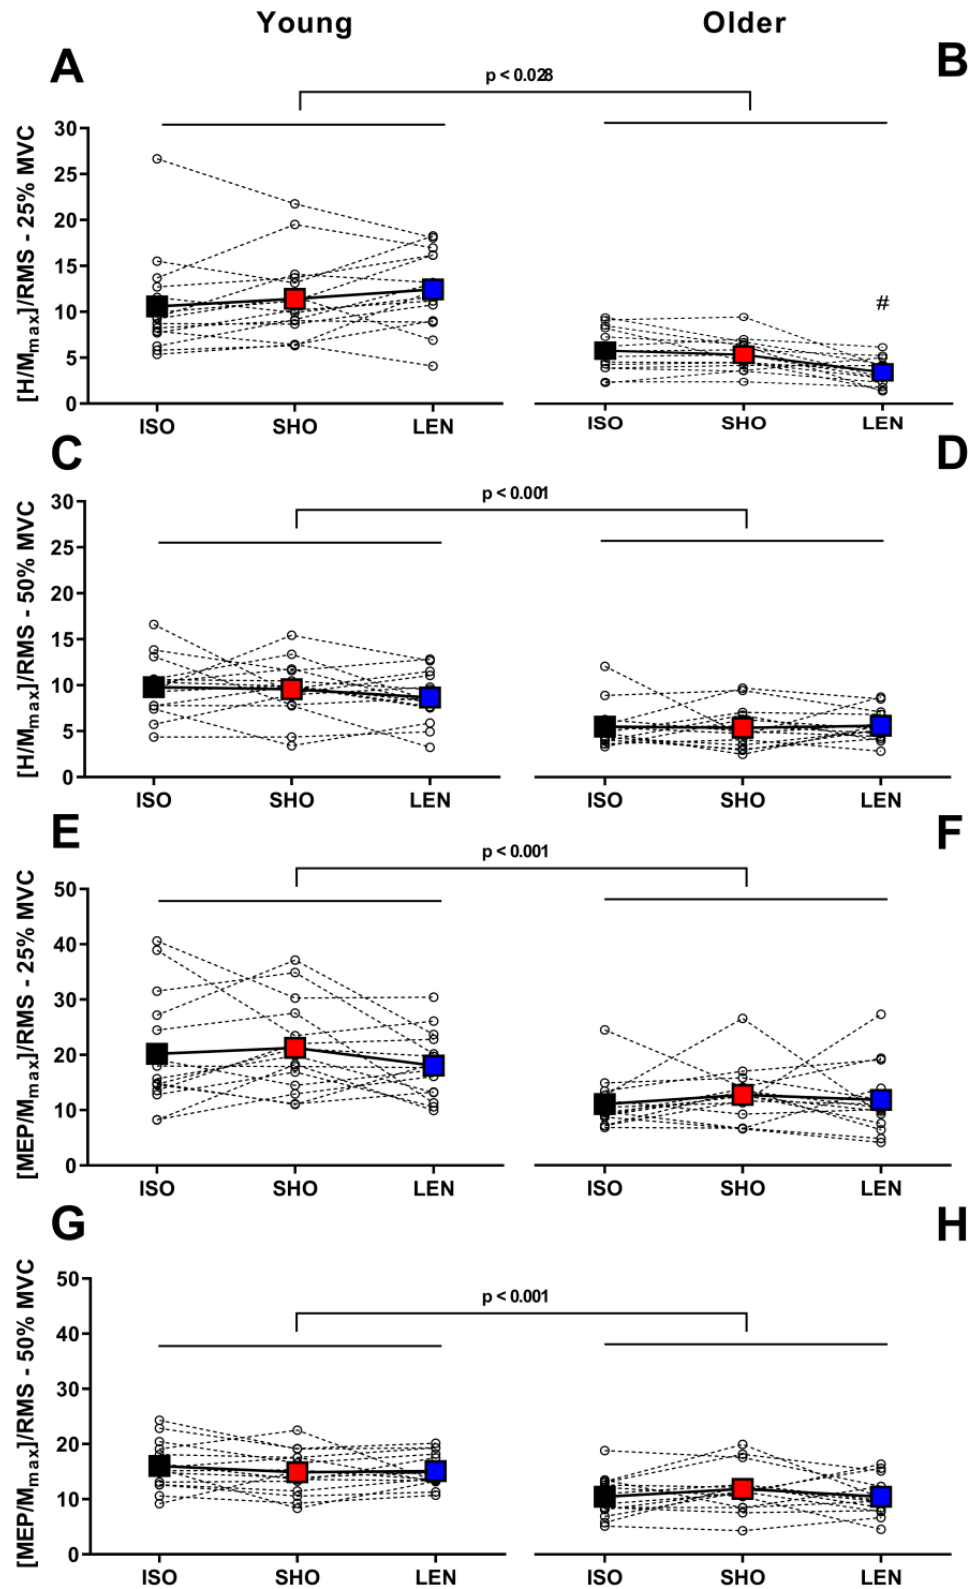 Young Older
A B
p < 0.028
[H/Mmax]/RMS - 25% MVC
30
25
20
15
10
5
0
#
ISO SHO LEN ISO SHO LEN
C D
p < 0.001
[H/Mmax]/RMS - 50% MVC
30
25
20
15
10
5
0
ISO SHO LEN ISO SHO LEN
E F
p < 0.001
[MEP/Mmax]/RMS - 25% MVC
50
40
30
20
10
0
ISO SHO LEN ISO SHO LEN
G H
p < 0.001
[MEP/Mmax]/RMS - 50% MVC
50
40
30
20
10
0
ISO SHO LEN ISO SHO LEN